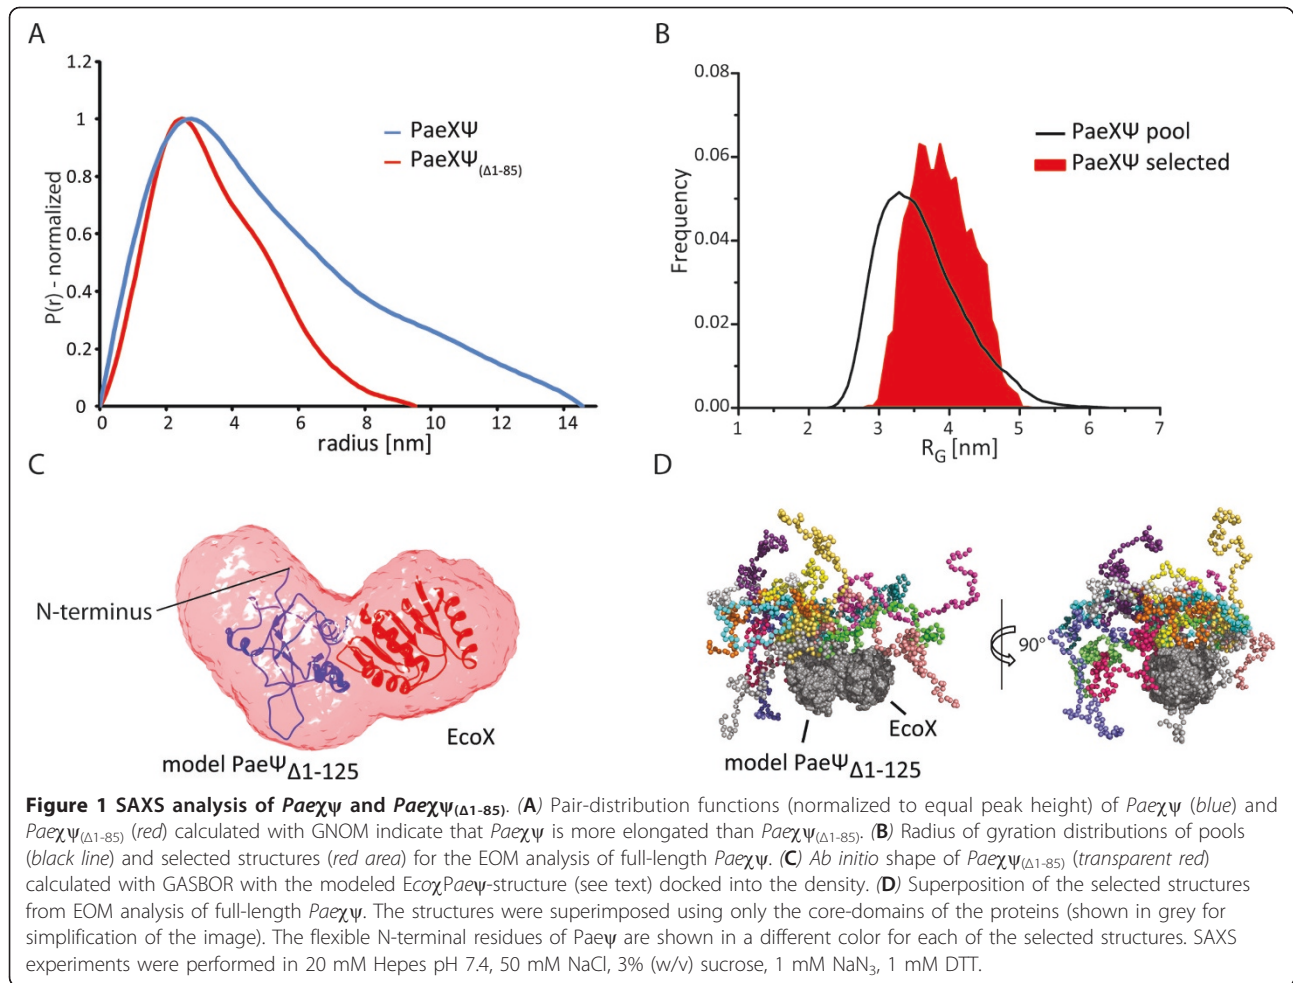 A
1.2
1
0.8
0.6
0.4
0.2
0
P(r) - normalized
0 2 4 6 8 10 12 14
radius [nm]
PaeXΨ
PaeXΨ(Δ1-85)
B
0.08
0.06
0.04
0.02
0.00
Frequency
1 2 3 4 5 6 7
RG [nm]
PaeXΨ pool
PaeXΨ selected
C
N-terminus
EcoX
model PaeΨΔ1-125
D
90°
EcoX
model PaeΨΔ1-125
Figure 1 SAXS analysis of Paeχψ and Paeχψ(Δ1-85). (A) Pair-distribution functions (normalized to equal peak height) of Paeχψ (blue) and
Paeχψ(Δ1-85) (red) calculated with GNOM indicate that Paeχψ is more elongated than Paeχψ(Δ1-85). (B) Radius of gyration distributions of pools
(black line) and selected structures (red area) for the EOM analysis of full-length Paeχψ. (C) Ab initio shape of Paeχψ(Δ1-85) (transparent red)
calculated with GASBOR with the modeled EcoχPaeψ-structure (see text) docked into the density. (D) Superposition of the selected structures
from EOM analysis of full-length Paeχψ. The structures were superimposed using only the core-domains of the proteins (shown in grey for
simplification of the image). The flexible N-terminal residues of Paeψ are shown in a different color for each of the selected structures. SAXS
experiments were performed in 20 mM Hepes pH 7.4, 50 mM NaCl, 3% (w/v) sucrose, 1 mM NaN₃, 1 mM DTT.